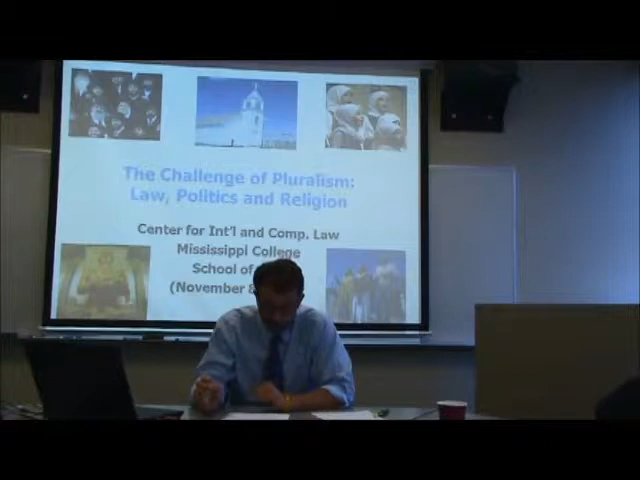 The Challenge of Pluralism:
Law, Politics and Religion
Center for Int'l and Comp. Law
Mississippi College
School of
(November